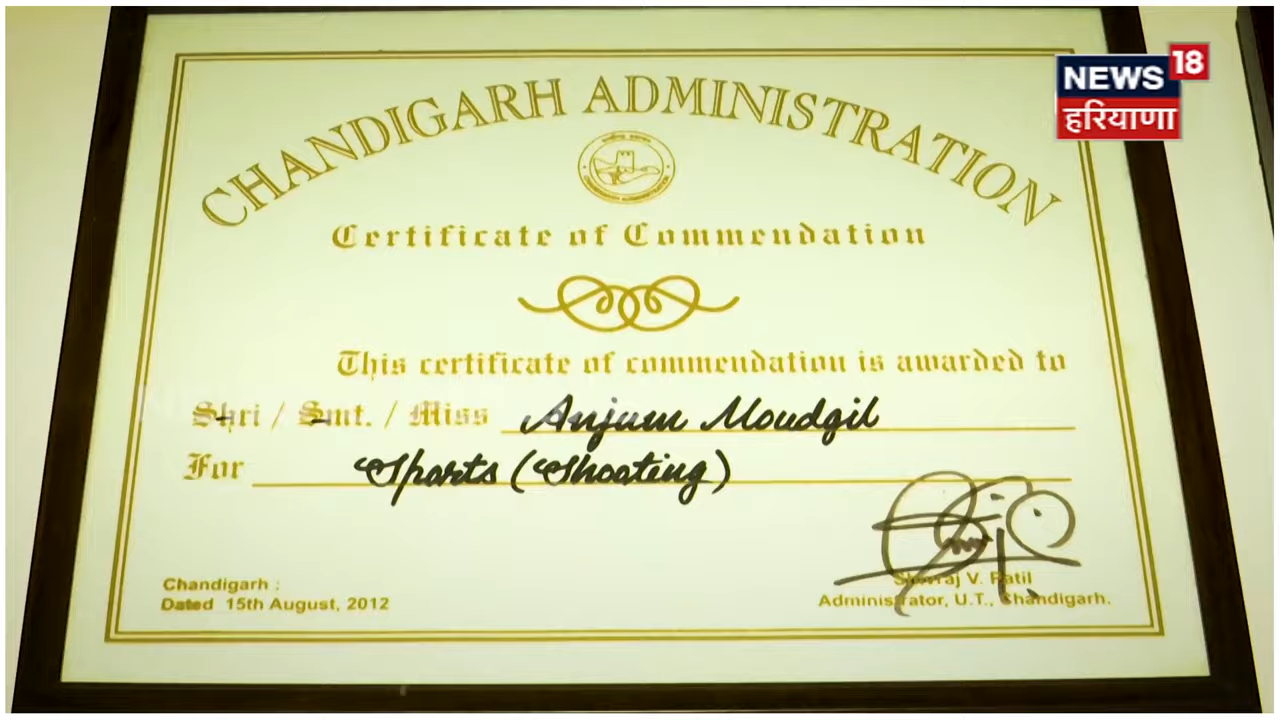 NEWS 18
हरियाणा
CHANDIGARH ADMINISTRATION
Certificate of Commendation
This certificate of commendation is awarded to
Shri / Smt. / Miss Anjum Moudgil
For Sports (Shooting)
Chandigarh :
Dated 15th August, 2012
Shivraj V. Patil
Administrator, U.T., Chandigarh.